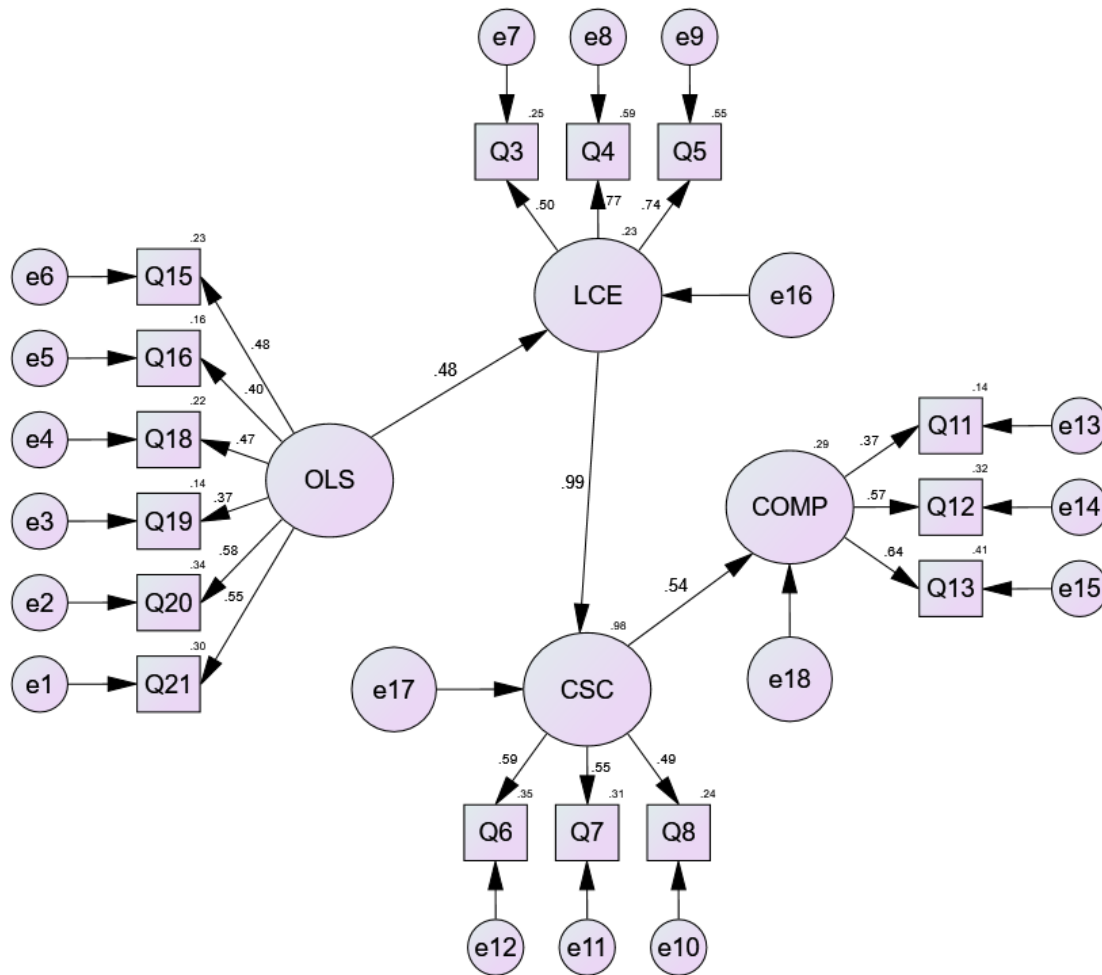 e7 e8 e9
.25 .59 .55
Q3 Q4 Q5
.50 .77 .74
.23
LCE e16
.23
e6 Q15
.48
.16
e5 Q16
.40
.22
e4 Q18
.47
.14
e3 Q19
.37
.34
e2 Q20
.58
.30
e1 Q21
.55
OLS
.48
.99
.29
COMP
.14
.37 Q11 e13
.32
.57 Q12 e14
.41
.64 Q13 e15
.54
e18
.98
e17 CSC
.59 .55 .49
.35 .31 .24
Q6 Q7 Q8
e12 e11 e10